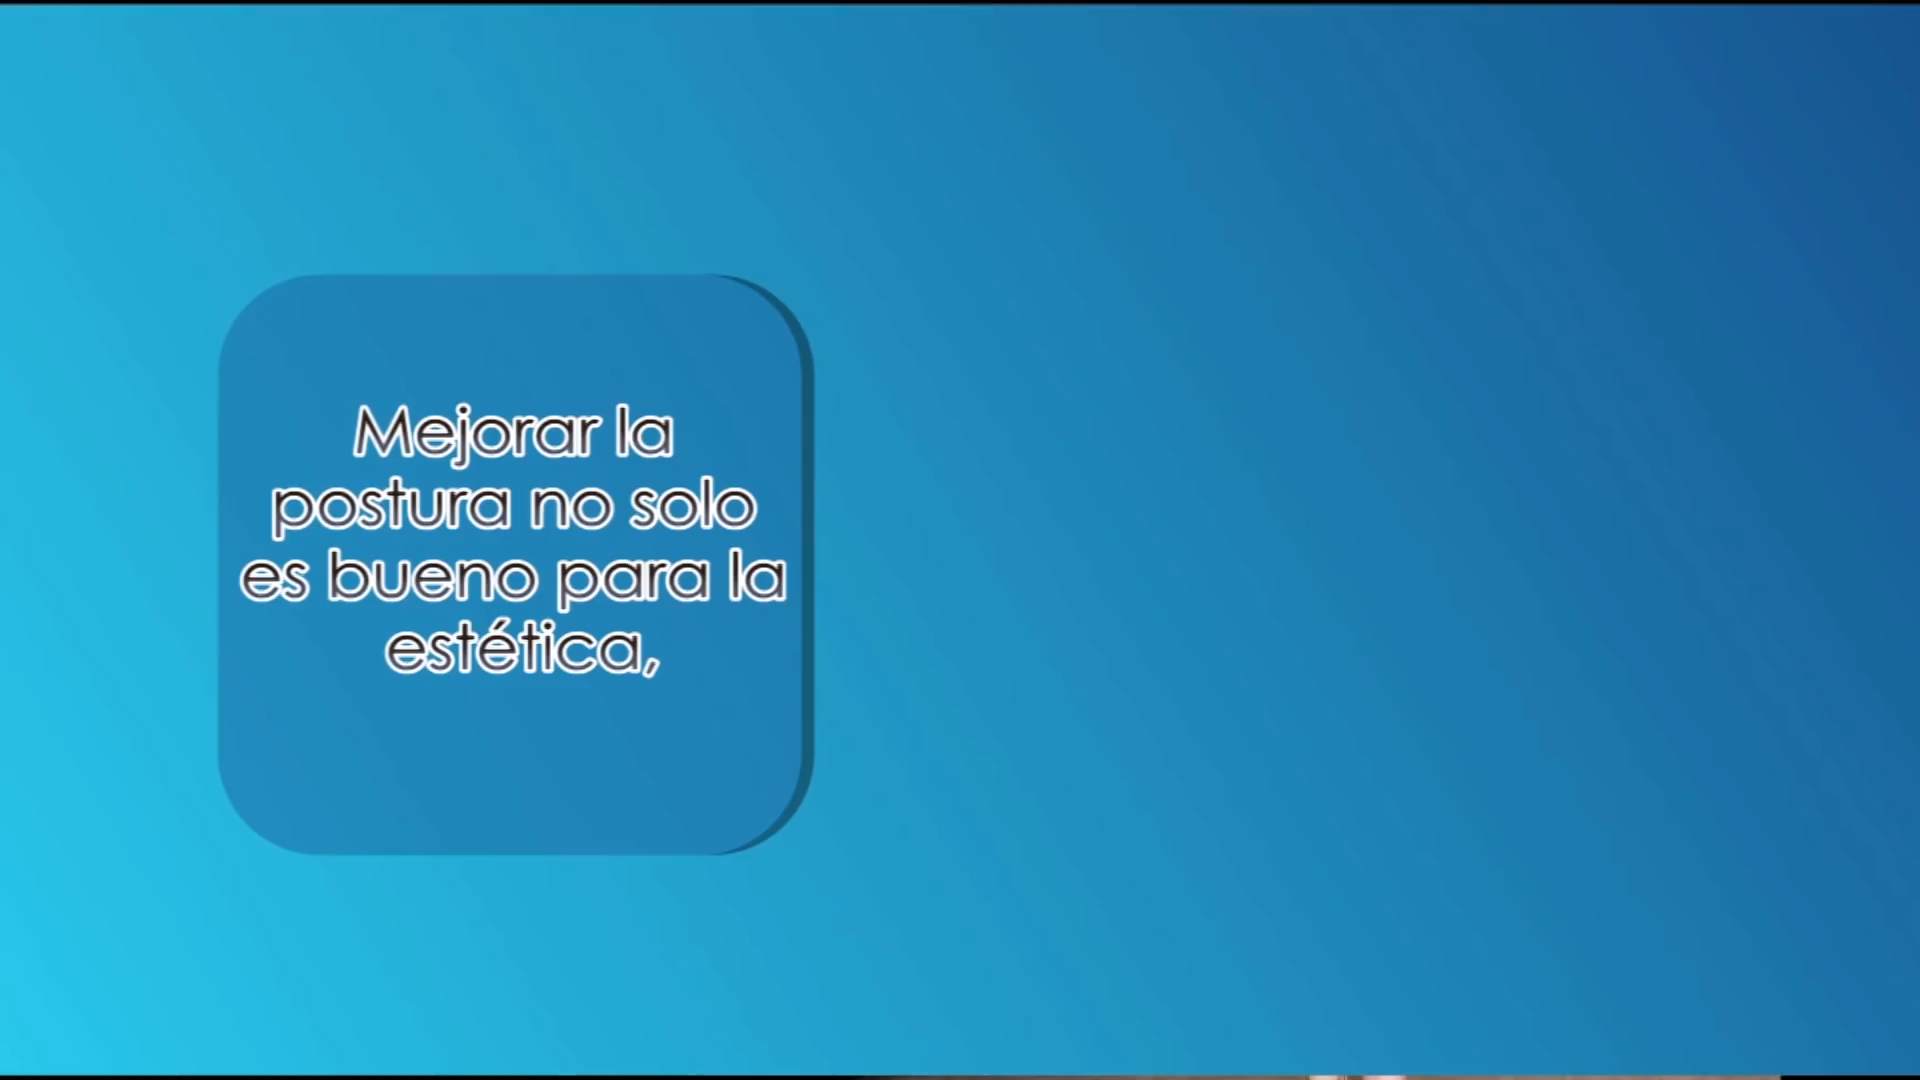 Mejorar la
postura no solo
es bueno para la
estética,